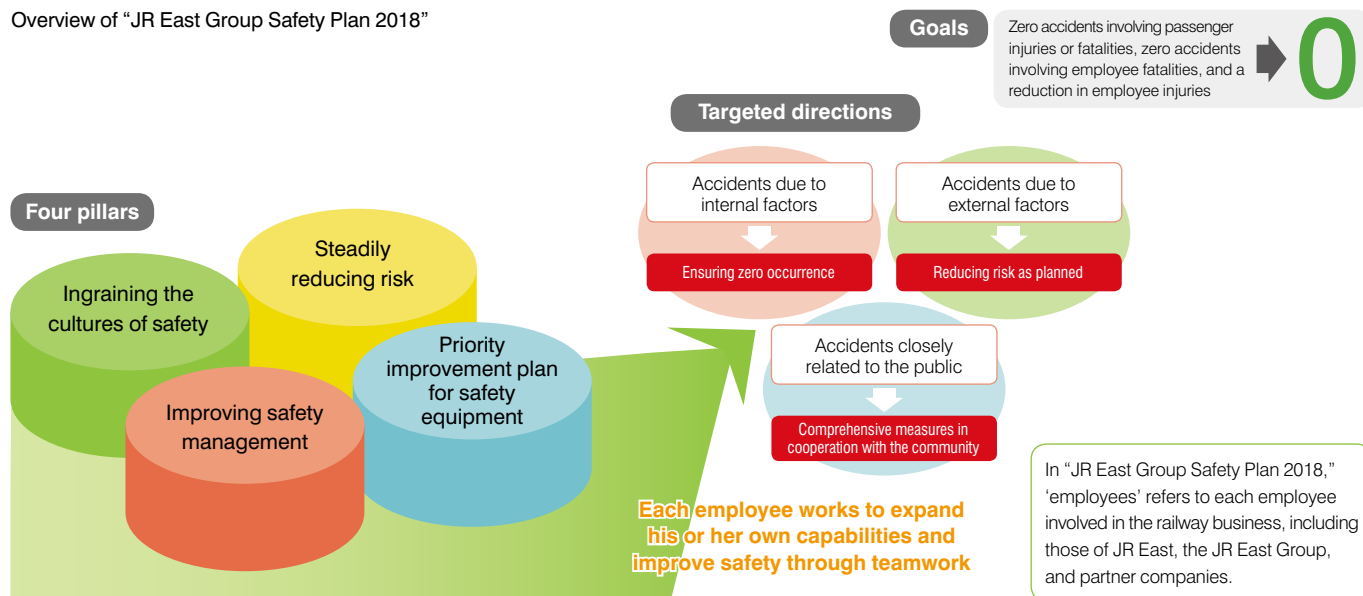 Overview of “JR East Group Safety Plan 2018”
Goals
Zero accidents involving passenger
injuries or fatalities, zero accidents
involving employee fatalities, and a
reduction in employee injuries
0
Targeted directions
Accidents due to
internal factors
Ensuring zero occurrence
Accidents due to
external factors
Reducing risk as planned
Accidents closely
related to the public
Comprehensive measures in
cooperation with the community
Four pillars
Ingraining the
cultures of safety
Steadily
reducing risk
Improving safety
management
Priority
improvement plan
for safety
equipment
Each employee works to expand
his or her own capabilities and
improve safety through teamwork
In “JR East Group Safety Plan 2018,”
‘employees’ refers to each employee
involved in the railway business, including
those of JR East, the JR East Group,
and partner companies.